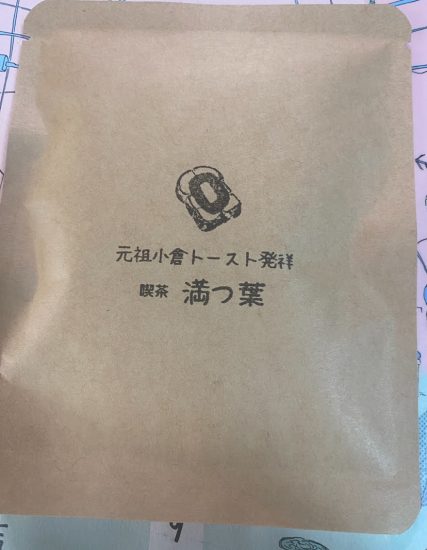 元祖小倉トースト発祥
喫茶 満つ葉